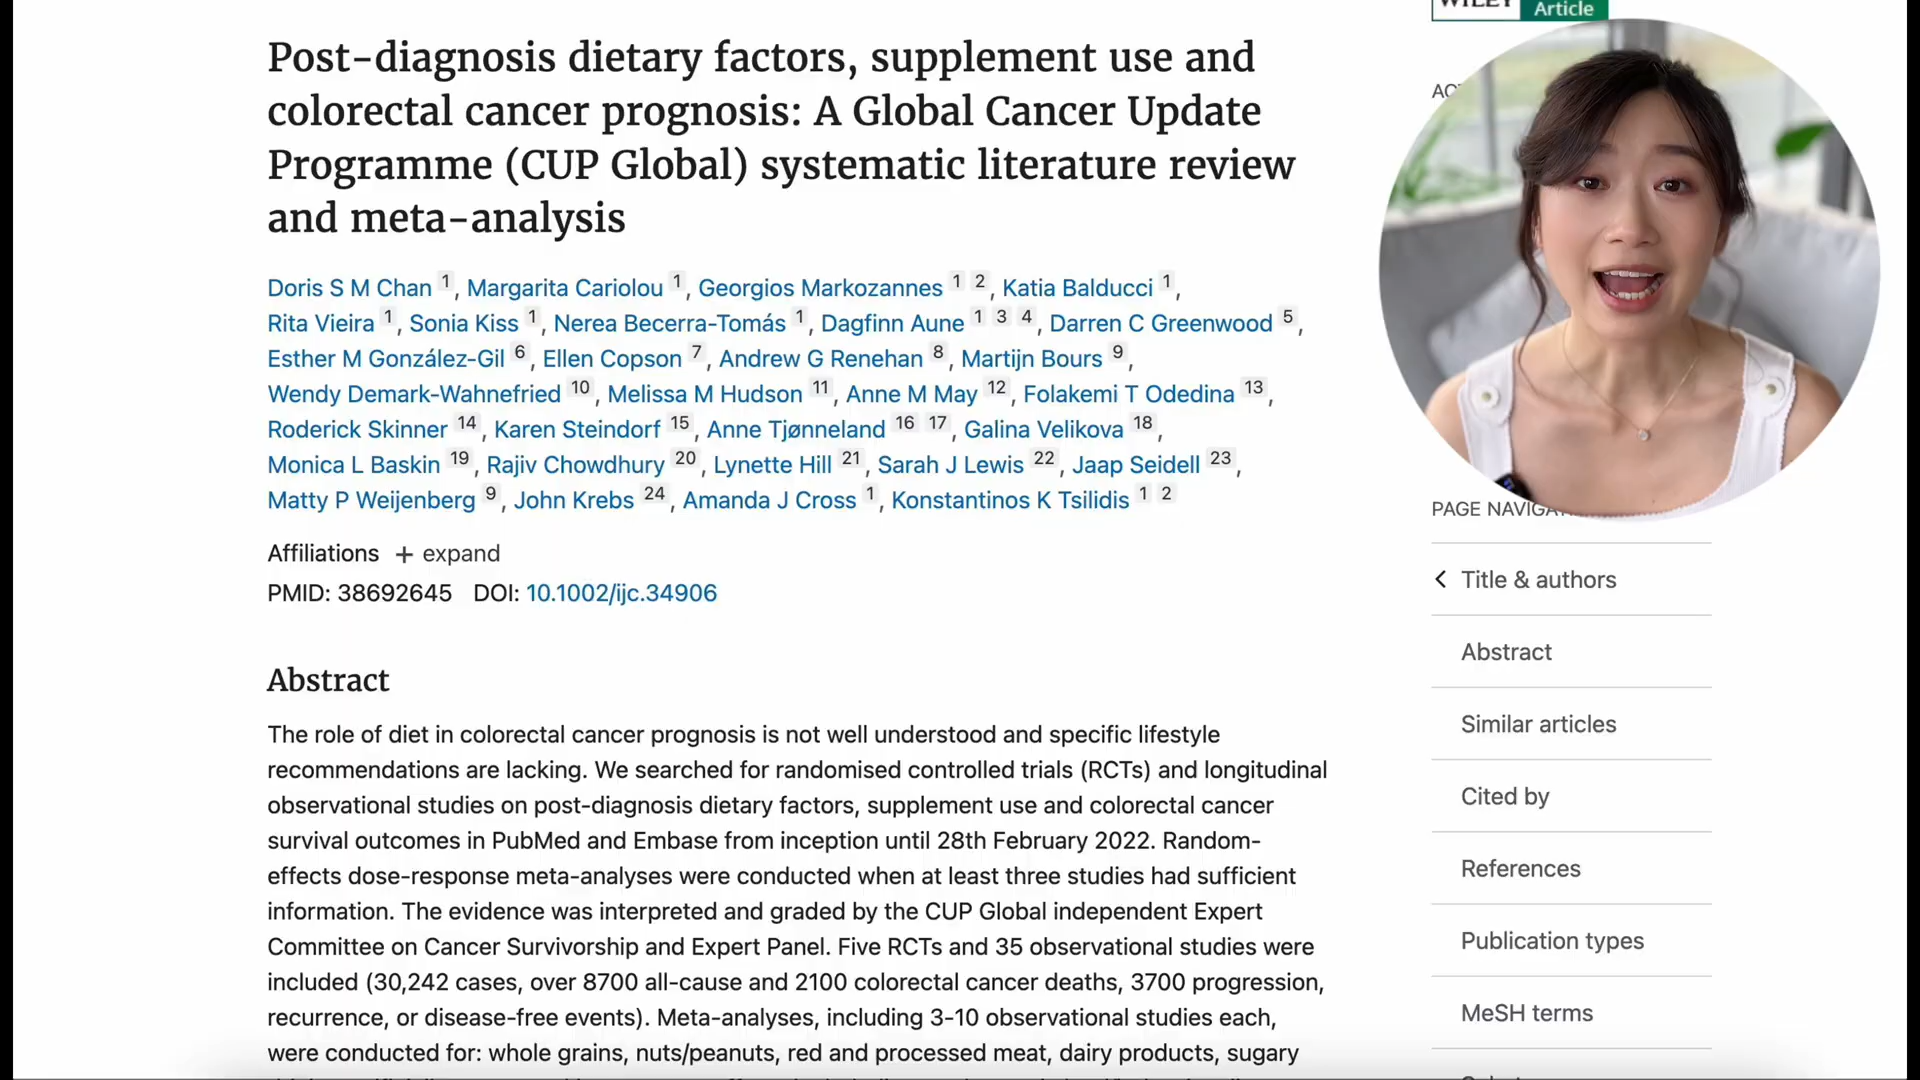 WILEY
Article
Post-diagnosis dietary factors, supplement use and
colorectal cancer prognosis: A Global Cancer Update
Programme (CUP Global) systematic literature review
and meta-analysis
Doris S M Chan 1, Margarita Cariolou 1, Georgios Markozannes 1 2, Katia Balducci 1,
Rita Vieira 1, Sonia Kiss 1, Nerea Becerra-Tomás 1, Dagfinn Aune 1 3 4, Darren C Greenwood 5,
Esther M González-Gil 6, Ellen Copson 7, Andrew G Renehan 8, Martijn Bours 9,
Wendy Demark-Wahnefried 10, Melissa M Hudson 11, Anne M May 12, Folakemi T Odedina 13,
Roderick Skinner 14, Karen Steindorf 15, Anne Tjønneland 16 17, Galina Velikova 18,
Monica L Baskin 19, Rajiv Chowdhury 20, Lynette Hill 21, Sarah J Lewis 22, Jaap Seidell 23,
Matty P Weijenberg 9, John Krebs 24, Amanda J Cross 1, Konstantinos K Tsilidis 1 2
Affiliations + expand
PMID: 38692645 DOI: 10.1002/ijc.34906
Abstract
The role of diet in colorectal cancer prognosis is not well understood and specific lifestyle
recommendations are lacking. We searched for randomised controlled trials (RCTs) and longitudinal
observational studies on post-diagnosis dietary factors, supplement use and colorectal cancer
survival outcomes in PubMed and Embase from inception until 28th February 2022. Random-
effects dose-response meta-analyses were conducted when at least three studies had sufficient
information. The evidence was interpreted and graded by the CUP Global independent Expert
Committee on Cancer Survivorship and Expert Panel. Five RCTs and 35 observational studies were
included (30,242 cases, over 8700 all-cause and 2100 colorectal cancer deaths, 3700 progression,
recurrence, or disease-free events). Meta-analyses, including 3-10 observational studies each,
were conducted for: whole grains, nuts/peanuts, red and processed meat, dairy products, sugary
AC
PAGE NAVIGA
Title & authors
Abstract
Similar articles
Cited by
References
Publication types
MeSH terms